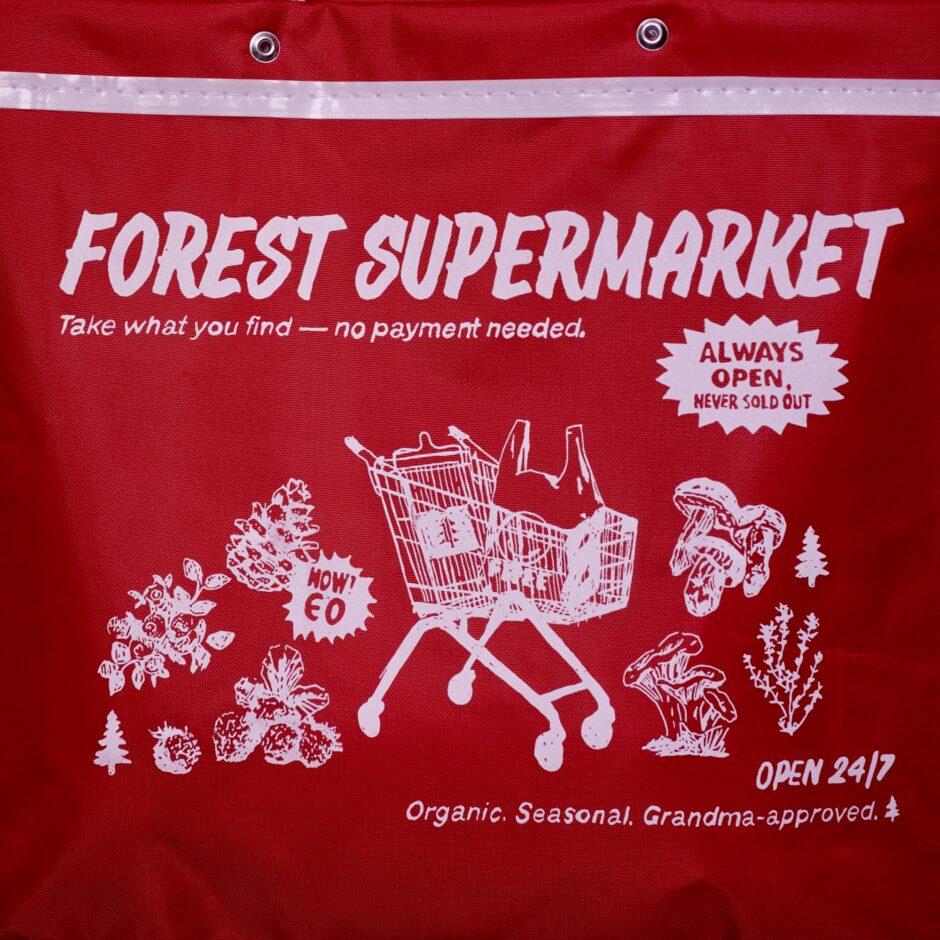 FOREST SUPERMARKET
Take what you find — no payment needed.
ALWAYS
OPEN,
NEVER SOLD OUT
NOW!
€0
FREE
OPEN 24/7
Organic. Seasonal. Grandma-approved.